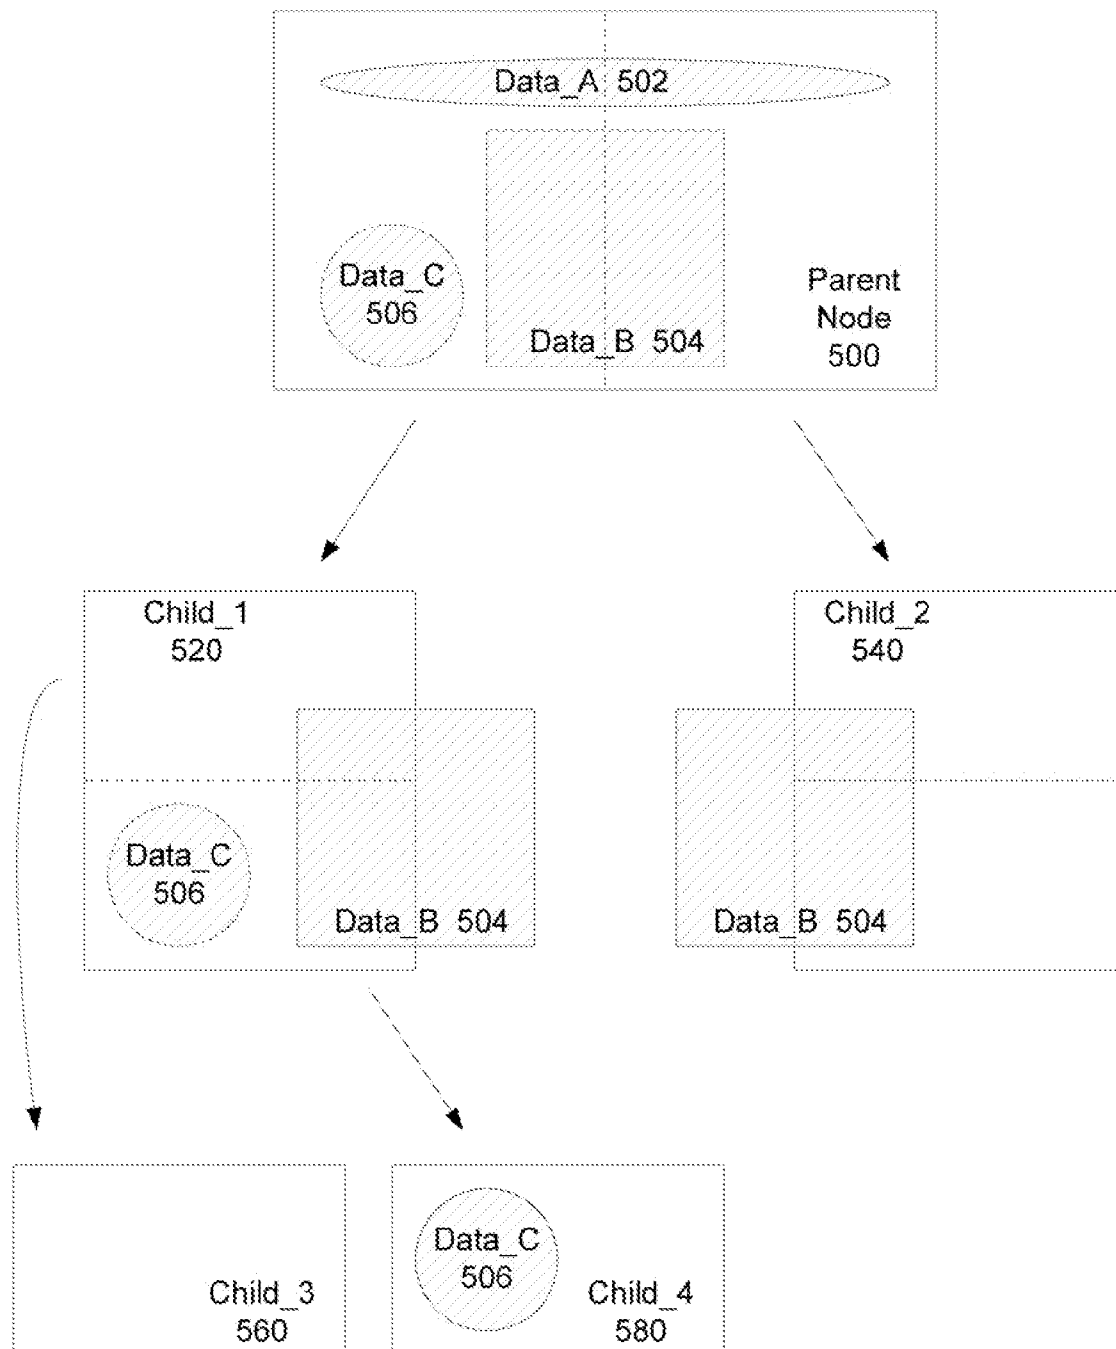 Data_A 502
Data_C
506
Data_B 504
Parent
Node
500
Child_1
520
Child_2
540
Data_C
506
Data_B 504
Data_B 504
Child_3
560
Data_C
506
Child_4
580